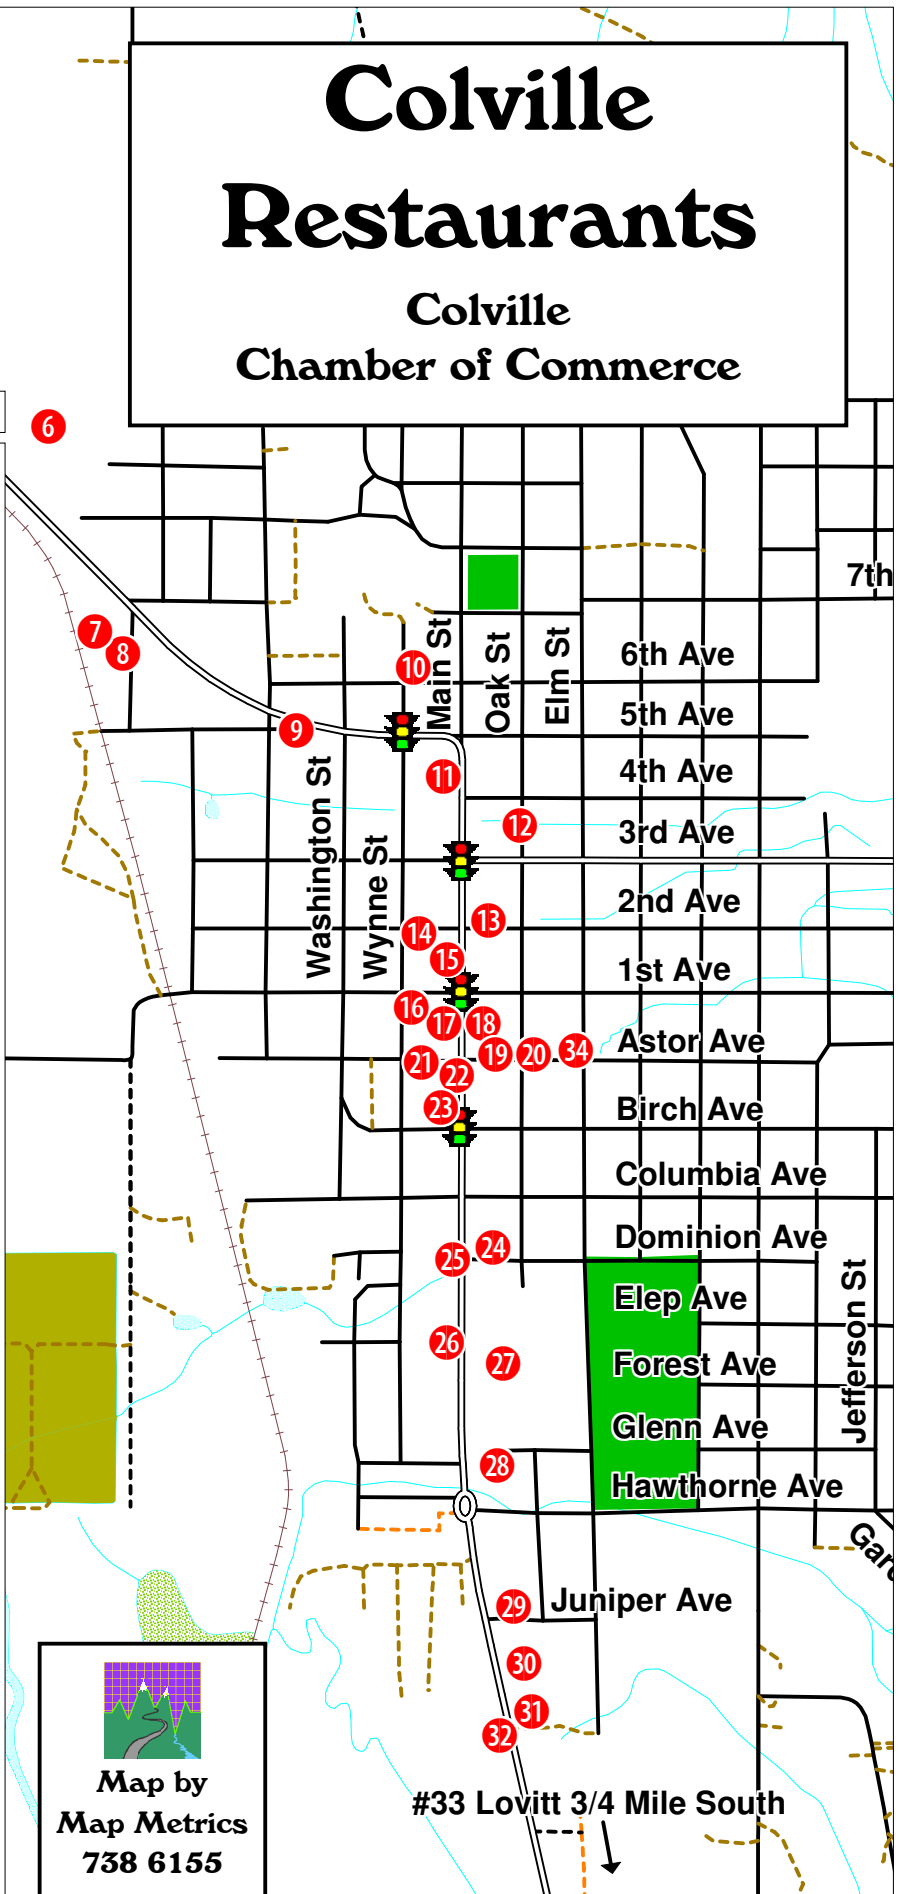 Colville
Restaurants
Colville
Chamber of Commerce
6
7th
7
8
10
Main St
Oak St
Elm St
6th Ave
9
5th Ave
11
4th Ave
12
3rd Ave
Washington St
Wynne St
2nd Ave
13
14
15
1st Ave
16
17
18
19
20
34
Astor Ave
21
22
23
Birch Ave
Columbia Ave
24
25
Dominion Ave
Elep Ave
Jefferson St
26
27
Forest Ave
Glenn Ave
28
Hawthorne Ave
Gard
29
Juniper Ave
30
31
32
#33 Lovitt 3/4 Mile South
Map by
Map Metrics
738 6155